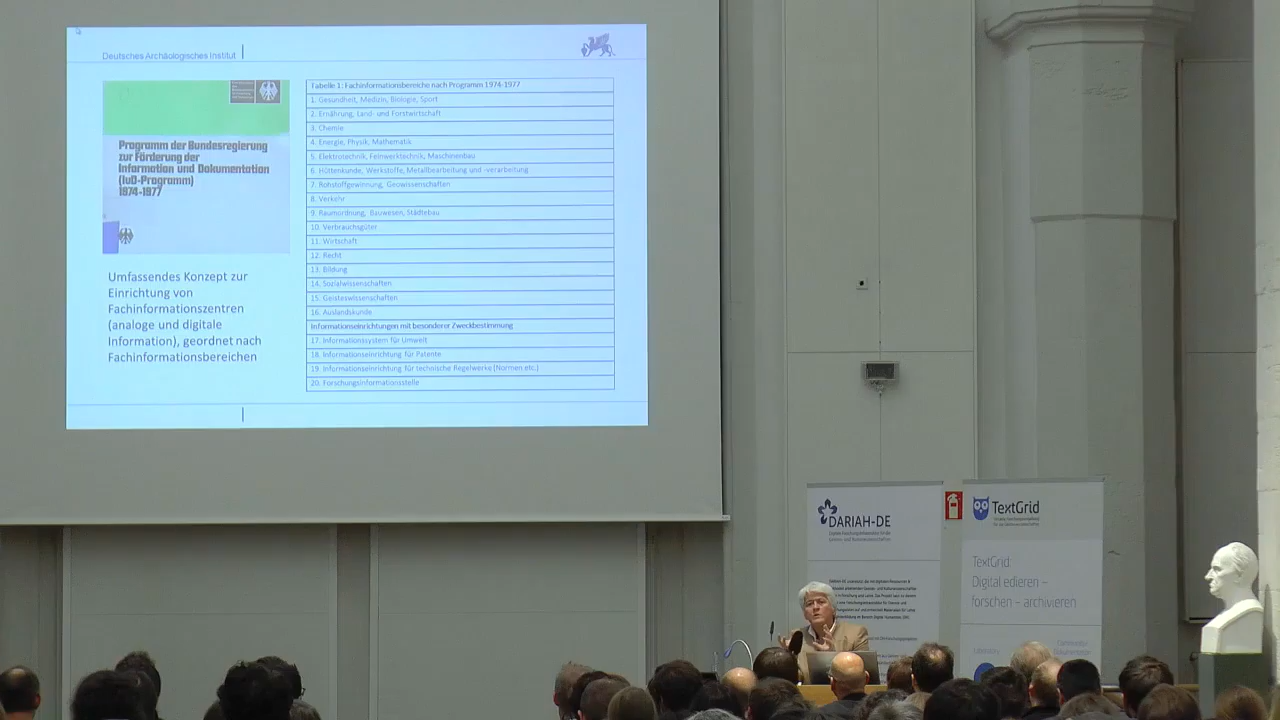 Deutsches Archäologisches Institut
Programm der Bundesregierung
zur Förderung der
Information und Dokumentation
(IuD-Programm)
1974-1977
Umfassendes Konzept zur
Einrichtung von
Fachinformationszentren
(analoge und digitale
Information), geordnet nach
Fachinformationsbereichen
Tabelle 1: Fachinformationsbereiche nach Programm 1974-1977
1. Gesundheit, Medizin, Biologie, Sport
2. Ernährung, Land- und Forstwirtschaft
3. Chemie
4. Energie, Physik, Mathematik
5. Elektrotechnik, Feinwerktechnik, Maschinenbau
6. Hüttenkunde, Werkstoffe, Metallbearbeitung und -verarbeitung
7. Rohstoffgewinnung, Geowissenschaften
8. Verkehr
9. Raumordnung, Bauwesen, Städtebau
10. Verbrauchsgüter
11. Wirtschaft
12. Recht
13. Bildung
14. Sozialwissenschaften
15. Geisteswissenschaften
16. Auslandskunde
Informationseinrichtungen mit besonderer Zweckbestimmung
17. Informationssystem für Umwelt
18. Informationseinrichtung für Patente
19. Informationseinrichtung für technische Regelwerke (Normen etc.)
20. Forschungsinformationsstelle
DARIAH-DE
TextGrid
TextGrid:
Digital edieren –
forschen – archivieren